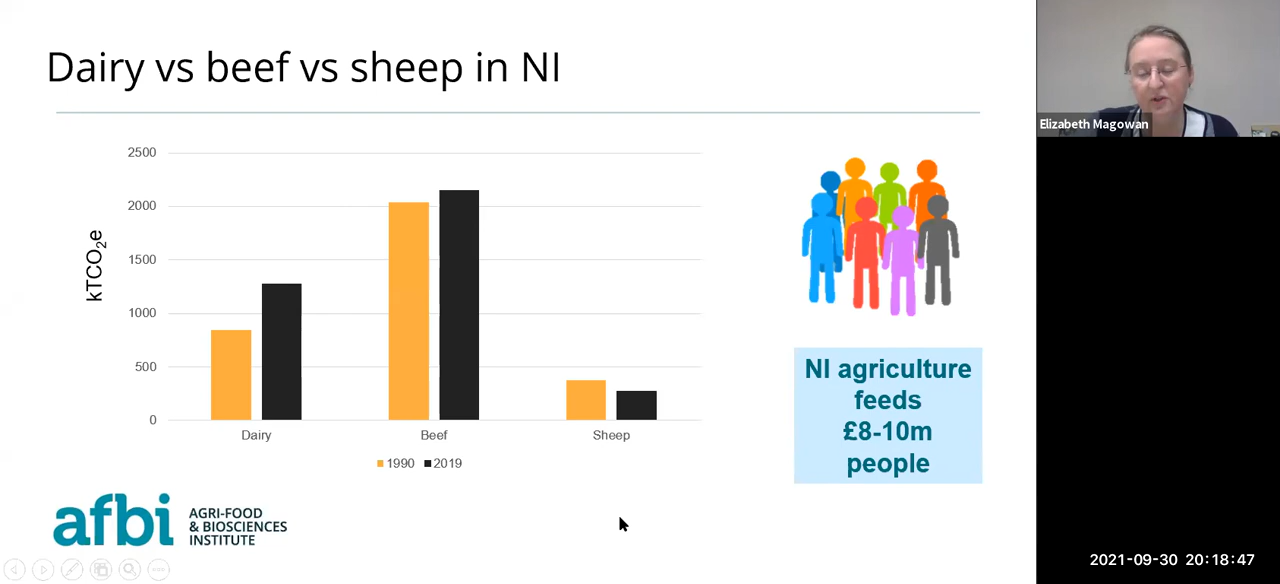 Dairy vs beef vs sheep in NI
kTCO₂e
2500
2000
1500
1000
500
0
Dairy
Beef
Sheep
1990
2019
NI agriculture
feeds
£8-10m
people
afbi
AGRI-FOOD
& BIOSCIENCES
INSTITUTE
Elizabeth Magowan
2021-09-30 20:18:47